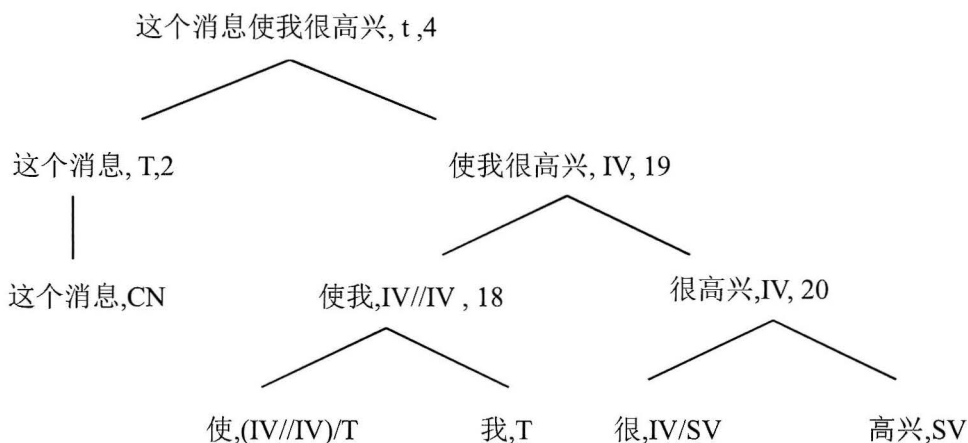 这个消息使我很高兴, t ,4
这个消息, T,2
使我很高兴, IV, 19
这个消息,CN
使我,IV//IV , 18
很高兴,IV, 20
使,(IV//IV)/T
我,T
很,IV/SV
高兴,SV